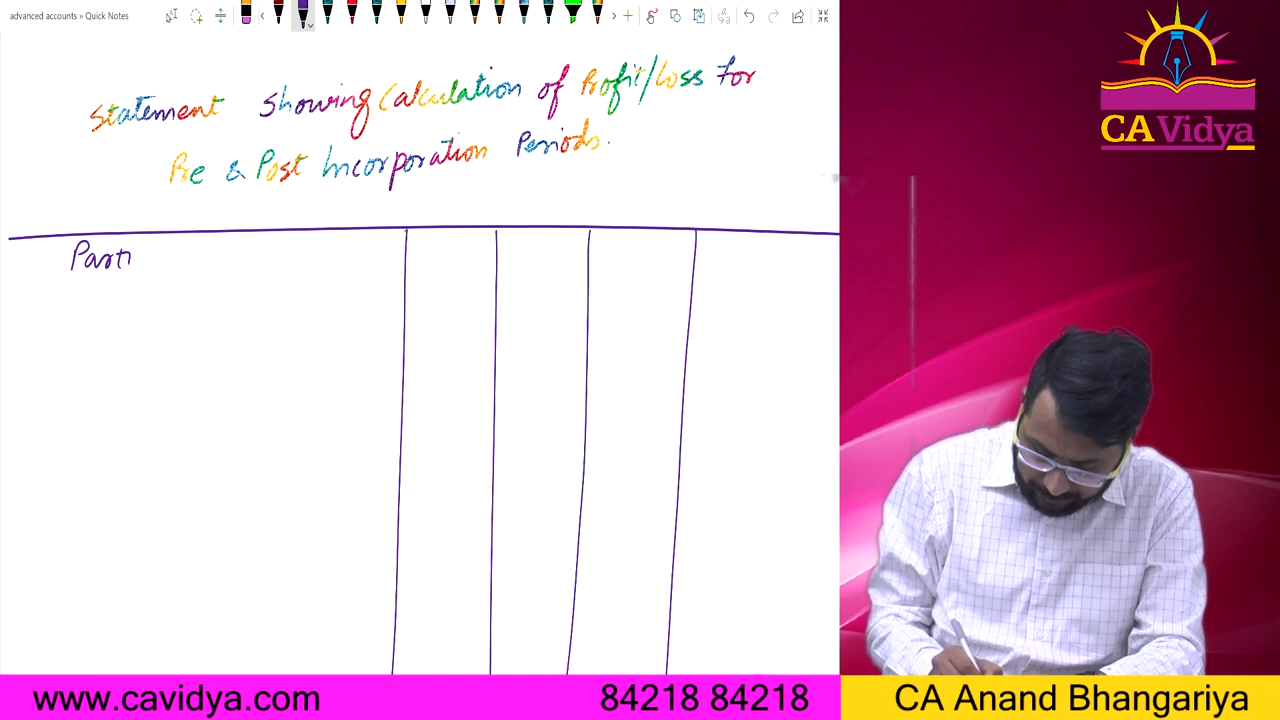 advanced accounts » Quick Notes
Statement Showing Calculation of Profit/Loss For
Pre & Post Incorporation Periods.
Parti
CA Vidya
www.cavidya.com
84218 84218
CA Anand Bhangariya